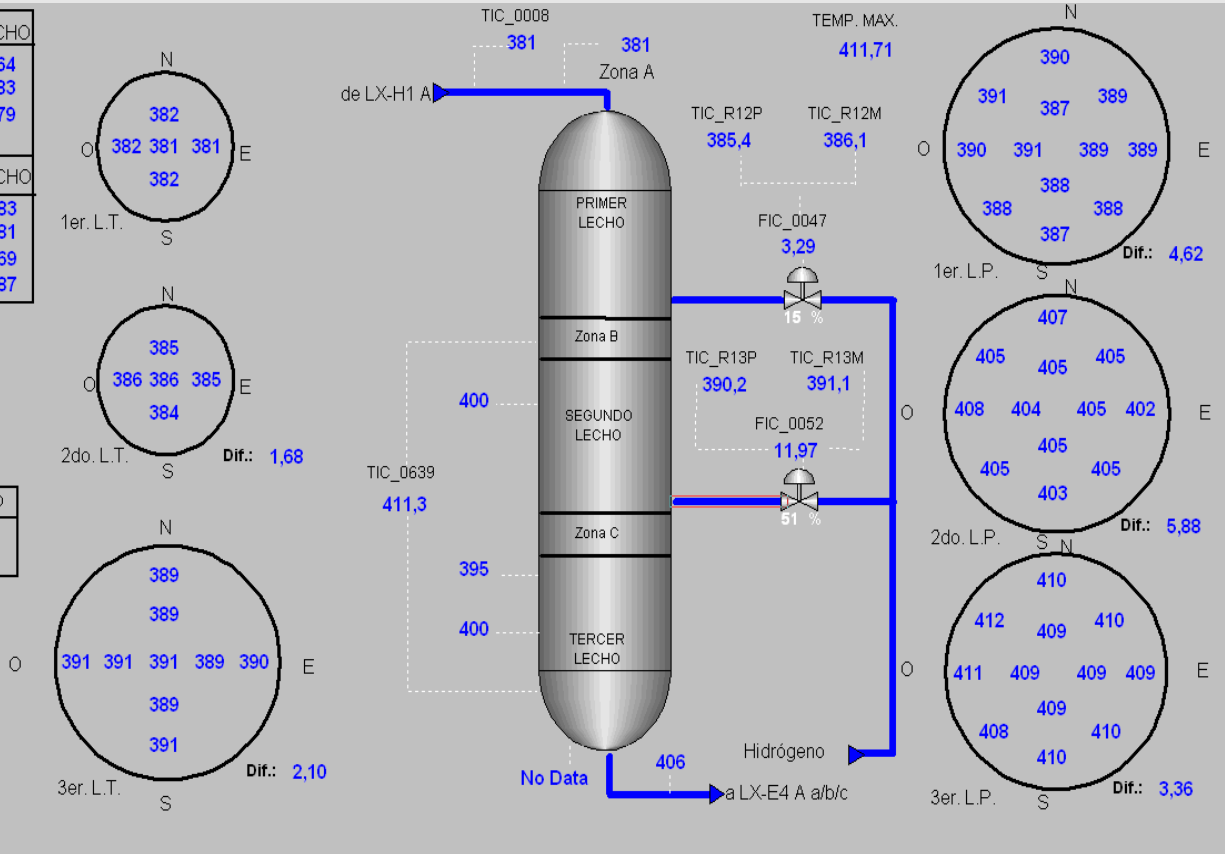 CHO
64
83
79
CHO
83
81
69
87
TIC_0008
381
381
Zona A
de LX-H1 A
TEMP. MAX.
411,71
TIC_R12P
385,4
TIC_R12M
386,1
FIC_0047
3,29
15 %
TIC_R13P
390,2
TIC_R13M
391,1
FIC_0052
11,97
51 %
PRIMER
LECHO
Zona B
SEGUNDO
LECHO
Zona C
TERCER
LECHO
400
TIC_0639
411,3
395
400
No Data
406
a LX-E4 A a/b/c
Hidrógeno
N
382
O 382 381 381 E
382
1er. L.T.
S
N
385
O 386 386 385 E
384
2do. L.T.
S
Dif.: 1,68
N
389
389
O 391 391 391 389 390 E
389
391
3er. L.T.
S
Dif.: 2,10
N
390
391 387 389
O 390 391 389 389 E
388
388 388
387
1er. L.P.
S
Dif.: 4,62
N
407
405 405 405
O 408 404 405 402 E
405
405 405
403
2do. L.P.
S
Dif.: 5,88
N
410
412 409 410
O 411 409 409 409 E
409
408 410
410
3er. L.P.
S
Dif.: 3,36